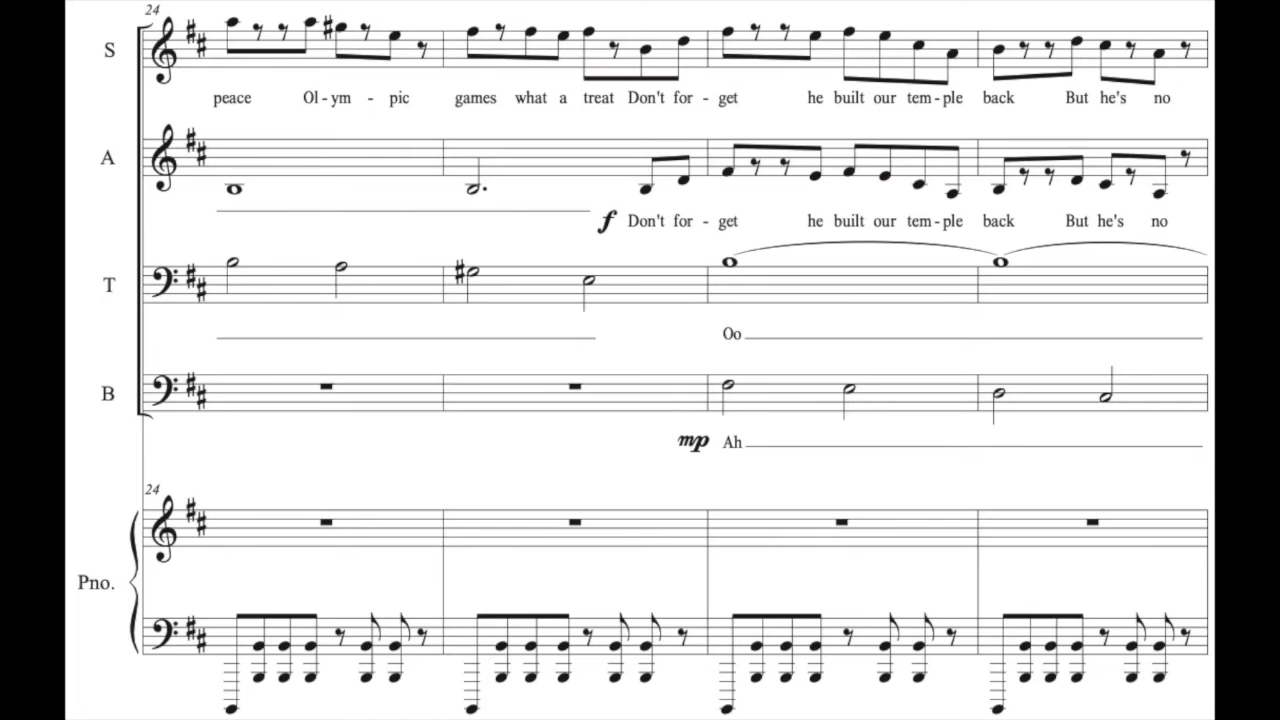 24
S
peace Ol - ym - pic games what a treat Don't for - get he built our tem - ple back But he's no
A
f Don't for - get he built our tem - ple back But he's no
T
Oo
B
mp Ah
24
Pno.